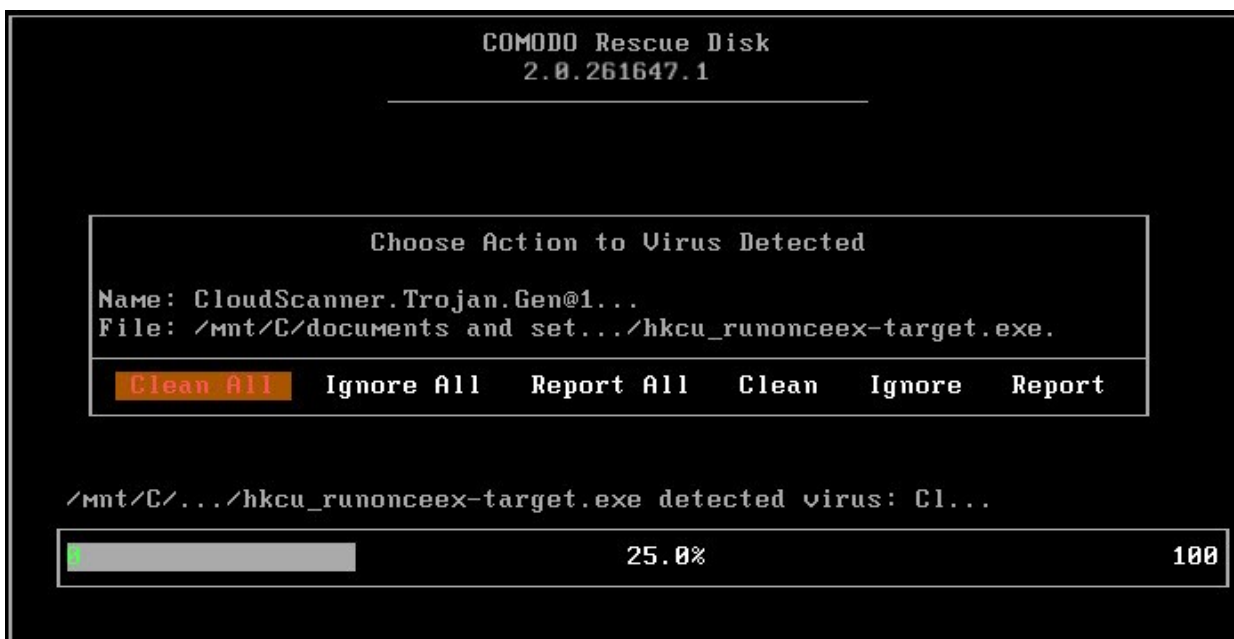 COMODO Rescue Disk
2.0.261647.1
Choose Action to Virus Detected
Name: CloudScanner.Trojan.Gen@1...
File: /mnt/C/documents and set.../hkcu_runonceex-target.exe.
Clean All Ignore All Report All Clean Ignore Report
/mnt/C/.../hkcu_runonceex-target.exe detected virus: Cl...
0 25.0% 100